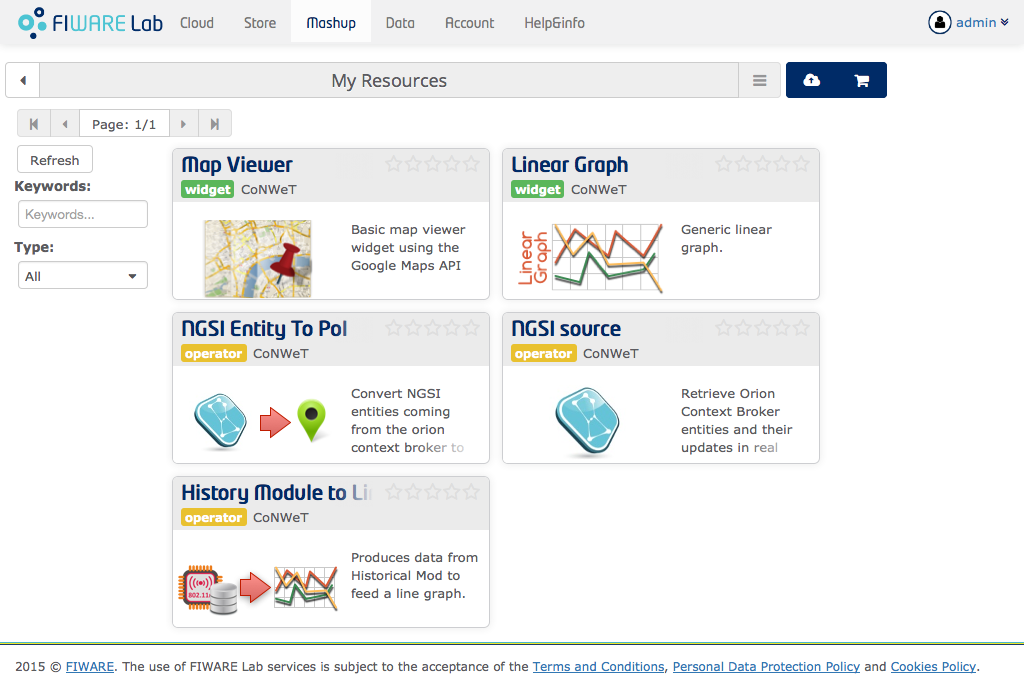 FIWARE Lab Cloud Store Mashup Data Account Help&info admin
My Resources
Page: 1/1
Refresh
Keywords:
Keywords...
Type:
All
Map Viewer
widget CoNWeT
Basic map viewer
widget using the
Google Maps API
Linear Graph
widget CoNWeT
Linear
Graph
Generic linear
graph.
NGSI Entity To PoI
operator CoNWeT
Convert NGSI
entities coming
from the orion
context broker to
NGSI source
operator CoNWeT
Retrieve Orion
Context Broker
entities and their
updates in real
History Module to Li
operator CoNWeT
Produces data from
Historical Mod to
feed a line graph.
2015 © FIWARE. The use of FIWARE Lab services is subject to the acceptance of the Terms and Conditions, Personal Data Protection Policy and Cookies Policy.